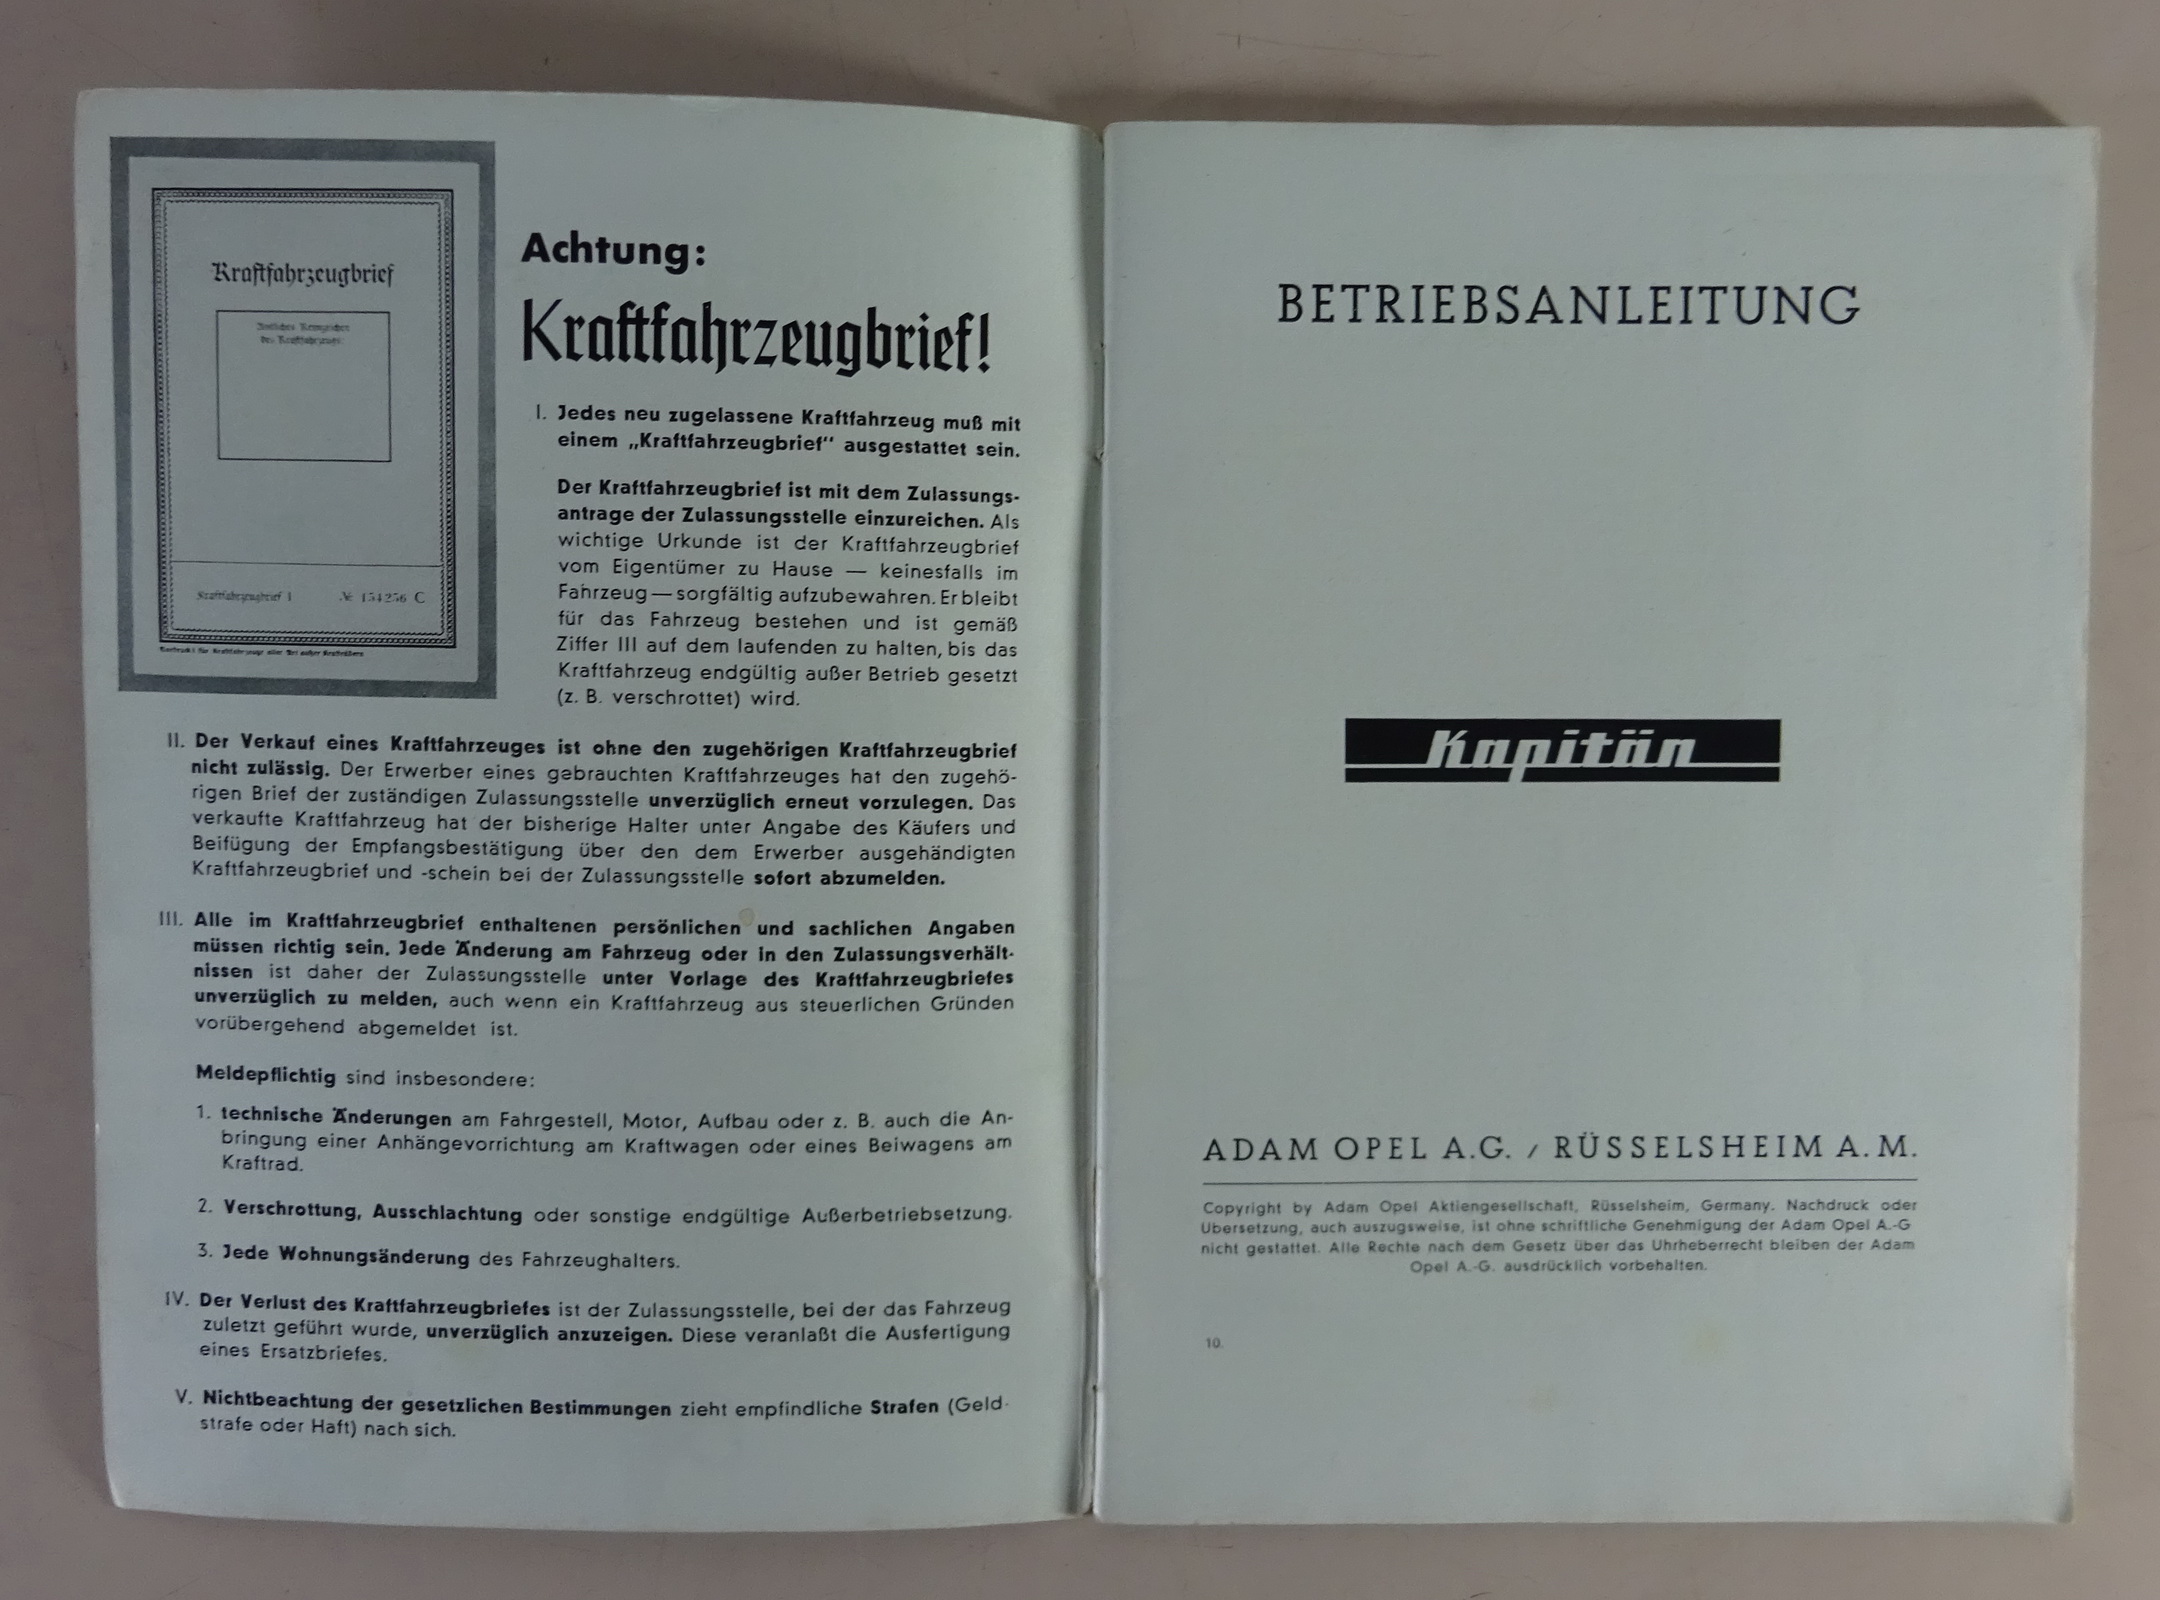 Kraftfahrzeugbrief
Amtliches Kennzeichen
des Kraftfahrzeuges:
Kraftfahrzeugbrief I № 154256 C
Achtung:
Kraftfahrzeugbrief!
I. Jedes neu zugelassene Kraftfahrzeug muß mit
einem „Kraftfahrzeugbrief“ ausgestattet sein.
Der Kraftfahrzeugbrief ist mit dem Zulassungs-
antrage der Zulassungsstelle einzureichen. Als
wichtige Urkunde ist der Kraftfahrzeugbrief
vom Eigentümer zu Hause — keinesfalls im
Fahrzeug — sorgfältig aufzubewahren. Er bleibt
für das Fahrzeug bestehen und ist gemäß
Ziffer III auf dem laufenden zu halten, bis das
Kraftfahrzeug endgültig außer Betrieb gesetzt
(z. B. verschrottet) wird.
II. Der Verkauf eines Kraftfahrzeuges ist ohne den zugehörigen Kraftfahrzeugbrief
nicht zulässig. Der Erwerber eines gebrauchten Kraftfahrzeuges hat den zugehö-
rigen Brief der zuständigen Zulassungsstelle unverzüglich erneut vorzulegen. Das
verkaufte Kraftfahrzeug hat der bisherige Halter unter Angabe des Käufers und
Beifügung der Empfangsbestätigung über den dem Erwerber ausgehändigten
Kraftfahrzeugbrief und -schein bei der Zulassungsstelle sofort abzumelden.
III. Alle im Kraftfahrzeugbrief enthaltenen persönlichen und sachlichen Angaben
müssen richtig sein. Jede Änderung am Fahrzeug oder in den Zulassungsverhält-
nissen ist daher der Zulassungsstelle unter Vorlage des Kraftfahrzeugbriefes
unverzüglich zu melden, auch wenn ein Kraftfahrzeug aus steuerlichen Gründen
vorübergehend abgemeldet ist.
Meldepflichtig sind insbesondere:
1. technische Änderungen am Fahrgestell, Motor, Aufbau oder z. B. auch die An-
bringung einer Anhängevorrichtung am Kraftwagen oder eines Beiwagens am
Kraftrad.
2. Verschrottung, Ausschlachtung oder sonstige endgültige Außerbetriebsetzung.
3. Jede Wohnungsänderung des Fahrzeughalters.
IV. Der Verlust des Kraftfahrzeugbriefes ist der Zulassungsstelle, bei der das Fahrzeug
zuletzt geführt wurde, unverzüglich anzuzeigen. Diese veranlaßt die Ausfertigung
eines Ersatzbriefes.
V. Nichtbeachtung der gesetzlichen Bestimmungen zieht empfindliche Strafen (Geld-
strafe oder Haft) nach sich.
BETRIEBSANLEITUNG
Kapitän
ADAM OPEL A.G. / RÜSSELSHEIM A.M.
Copyright by Adam Opel Aktiengesellschaft, Rüsselsheim, Germany. Nachdruck oder
Übersetzung, auch auszugsweise, ist ohne schriftliche Genehmigung der Adam Opel A.-G
nicht gestattet. Alle Rechte nach dem Gesetz über das Uhrheberrecht bleiben der Adam
Opel A.-G. ausdrücklich vorbehalten.
10.